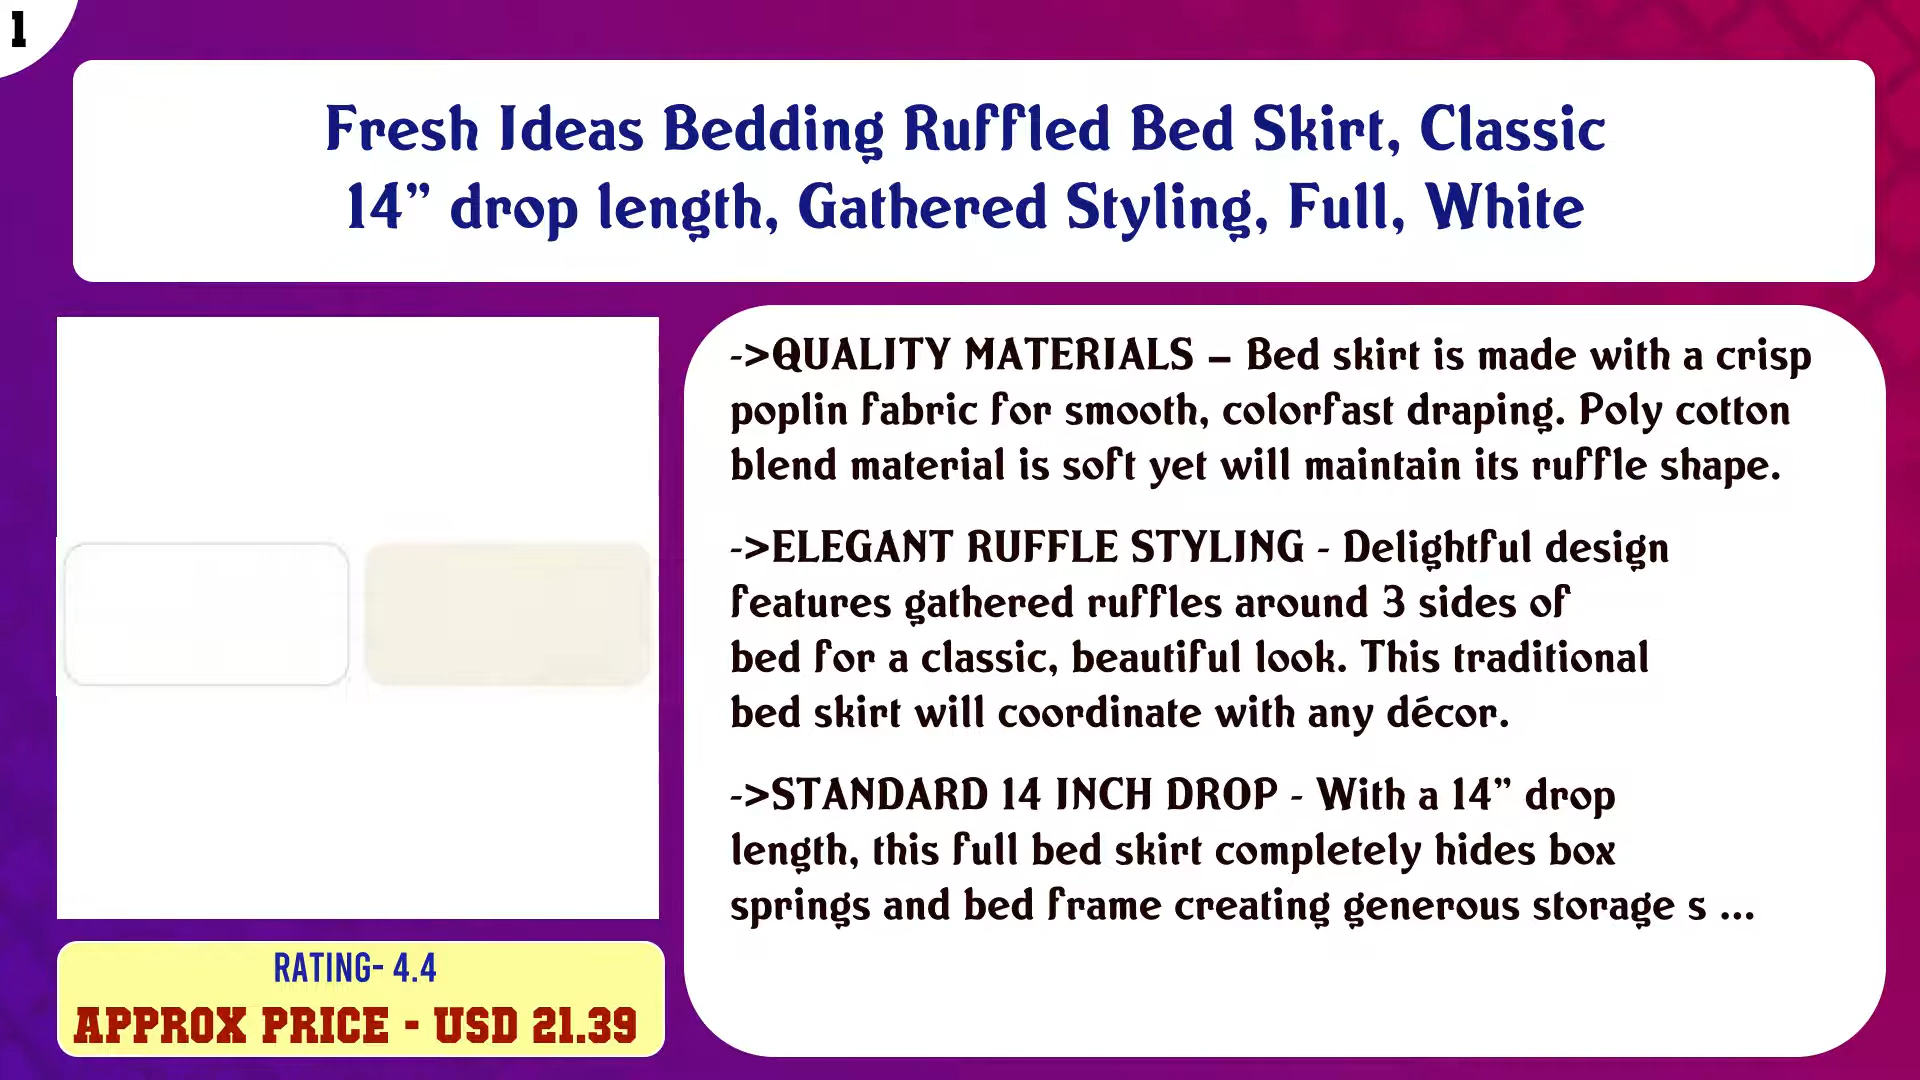 1
Fresh Ideas Bedding Ruffled Bed Skirt, Classic
14” drop length, Gathered Styling, Full, White
->QUALITY MATERIALS – Bed skirt is made with a crisp
poplin fabric for smooth, colorfast draping. Poly cotton
blend material is soft yet will maintain its ruffle shape.
->ELEGANT RUFFLE STYLING - Delightful design
features gathered ruffles around 3 sides of
bed for a classic, beautiful look. This traditional
bed skirt will coordinate with any décor.
->STANDARD 14 INCH DROP - With a 14” drop
length, this full bed skirt completely hides box
springs and bed frame creating generous storage s ...
RATING- 4.4
APPROX PRICE - USD 21.39